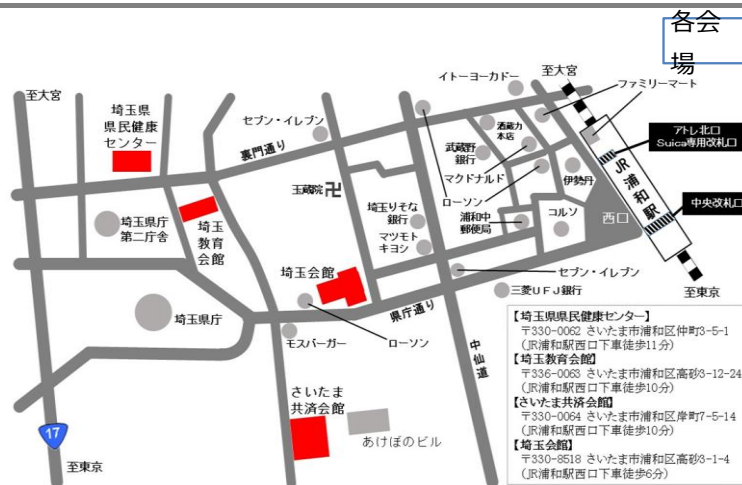 各会
場
至大宮
イトーヨーカドー
至大宮
ファミリーマート
埼玉県
県民健康
センター
セブン・イレブン
酒蔵力
本店
アトレ北口
Suica専用改札口
裏門通り
武蔵野
銀行
マクドナルド
伊勢丹
JR浦和駅
玉蔵院
卍
ローソン
埼玉りそな
銀行
浦和中
郵便局
コルソ
西口
中央改札口
埼玉県庁
第二庁舎
埼玉
教育
会館
マツモト
キヨシ
埼玉会館
セブン・イレブン
三菱UFJ銀行
至東京
埼玉県庁
県庁通り
モスバーガー
ローソン
中仙道
さいたま
共済会館
あけぼのビル
17
至東京
【埼玉県県民健康センター】
〒330-0062 さいたま市浦和区仲町3-5-1
(JR浦和駅西口下車徒歩11分)
【埼玉教育会館】
〒336-0063 さいたま市浦和区高砂3-12-24
(JR浦和駅西口下車徒歩10分)
【さいたま共済会館】
〒330-0064 さいたま市浦和区岸町7-5-14
(JR浦和駅西口下車徒歩10分)
【埼玉会館】
〒330-8518 さいたま市浦和区高砂3-1-4
(JR浦和駅西口下車徒歩6分)